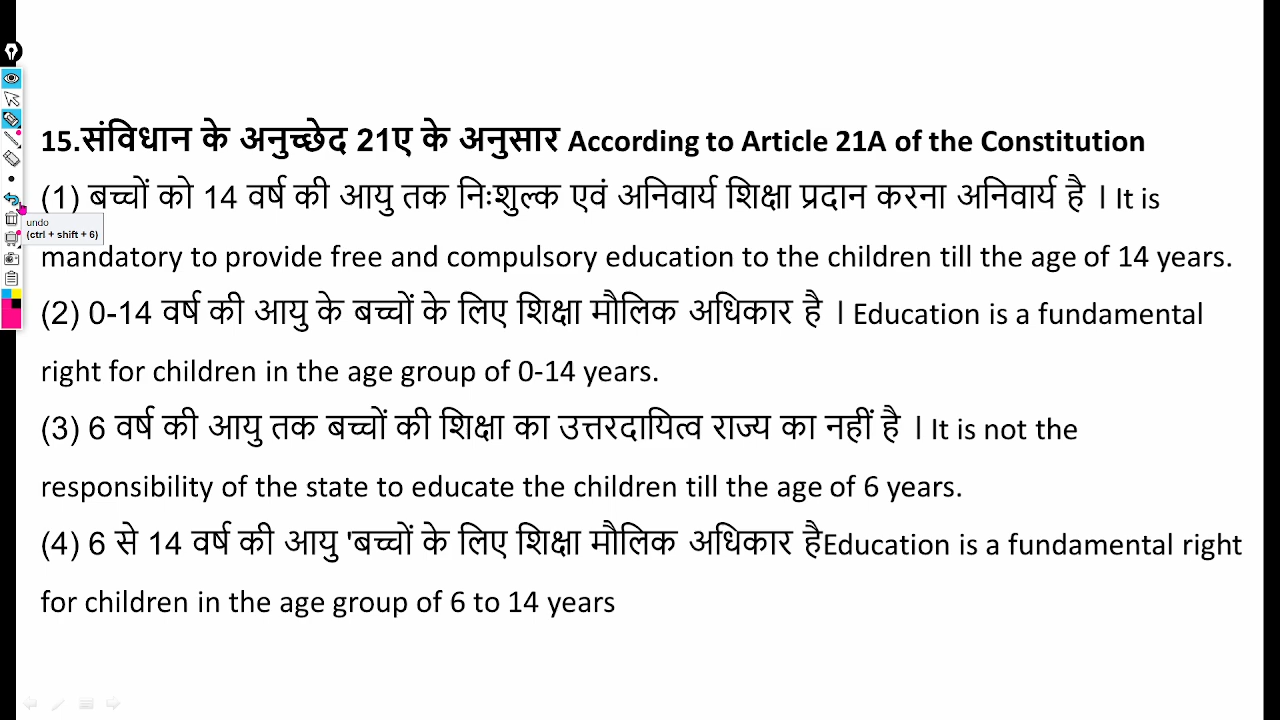 15.संविधान के अनुच्छेद 21ए के अनुसार According to Article 21A of the Constitution
(1) बच्चों को 14 वर्ष की आयु तक निःशुल्क एवं अनिवार्य शिक्षा प्रदान करना अनिवार्य है । It is
undo
(ctrl + shift + 6)
mandatory to provide free and compulsory education to the children till the age of 14 years.
(2) 0-14 वर्ष की आयु के बच्चों के लिए शिक्षा मौलिक अधिकार है । Education is a fundamental
right for children in the age group of 0-14 years.
(3) 6 वर्ष की आयु तक बच्चों की शिक्षा का उत्तरदायित्व राज्य का नहीं है । It is not the
responsibility of the state to educate the children till the age of 6 years.
(4) 6 से 14 वर्ष की आयु 'बच्चों के लिए शिक्षा मौलिक अधिकार हैEducation is a fundamental right
for children in the age group of 6 to 14 years